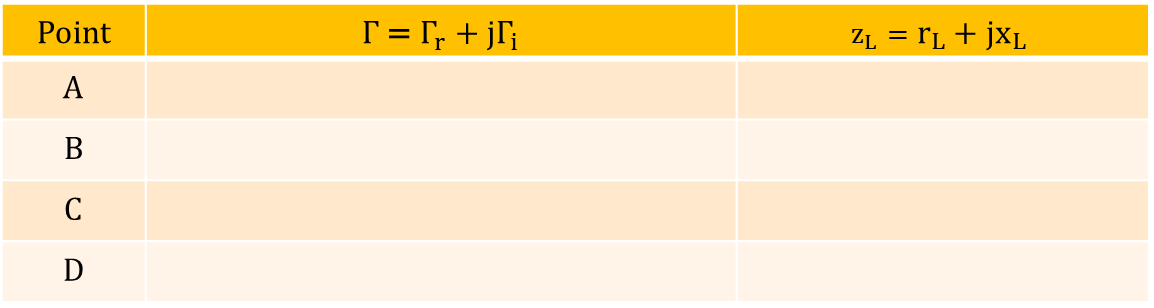 Point Γ = Γr + jΓi zL = rL + jxL
A
B
C
D